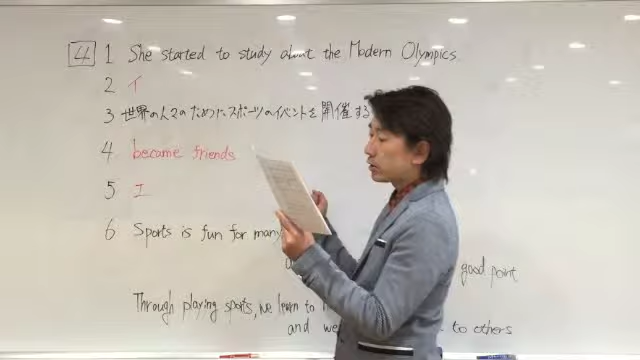 4 1 She started to study about the Modern Olympics.
2 イ
3 世界の人々のためにスポーツのイベントを開催する
4 became friends
5 エ
6 Sports is fun for many
good point
Through playing sports, we learn to
and we to others